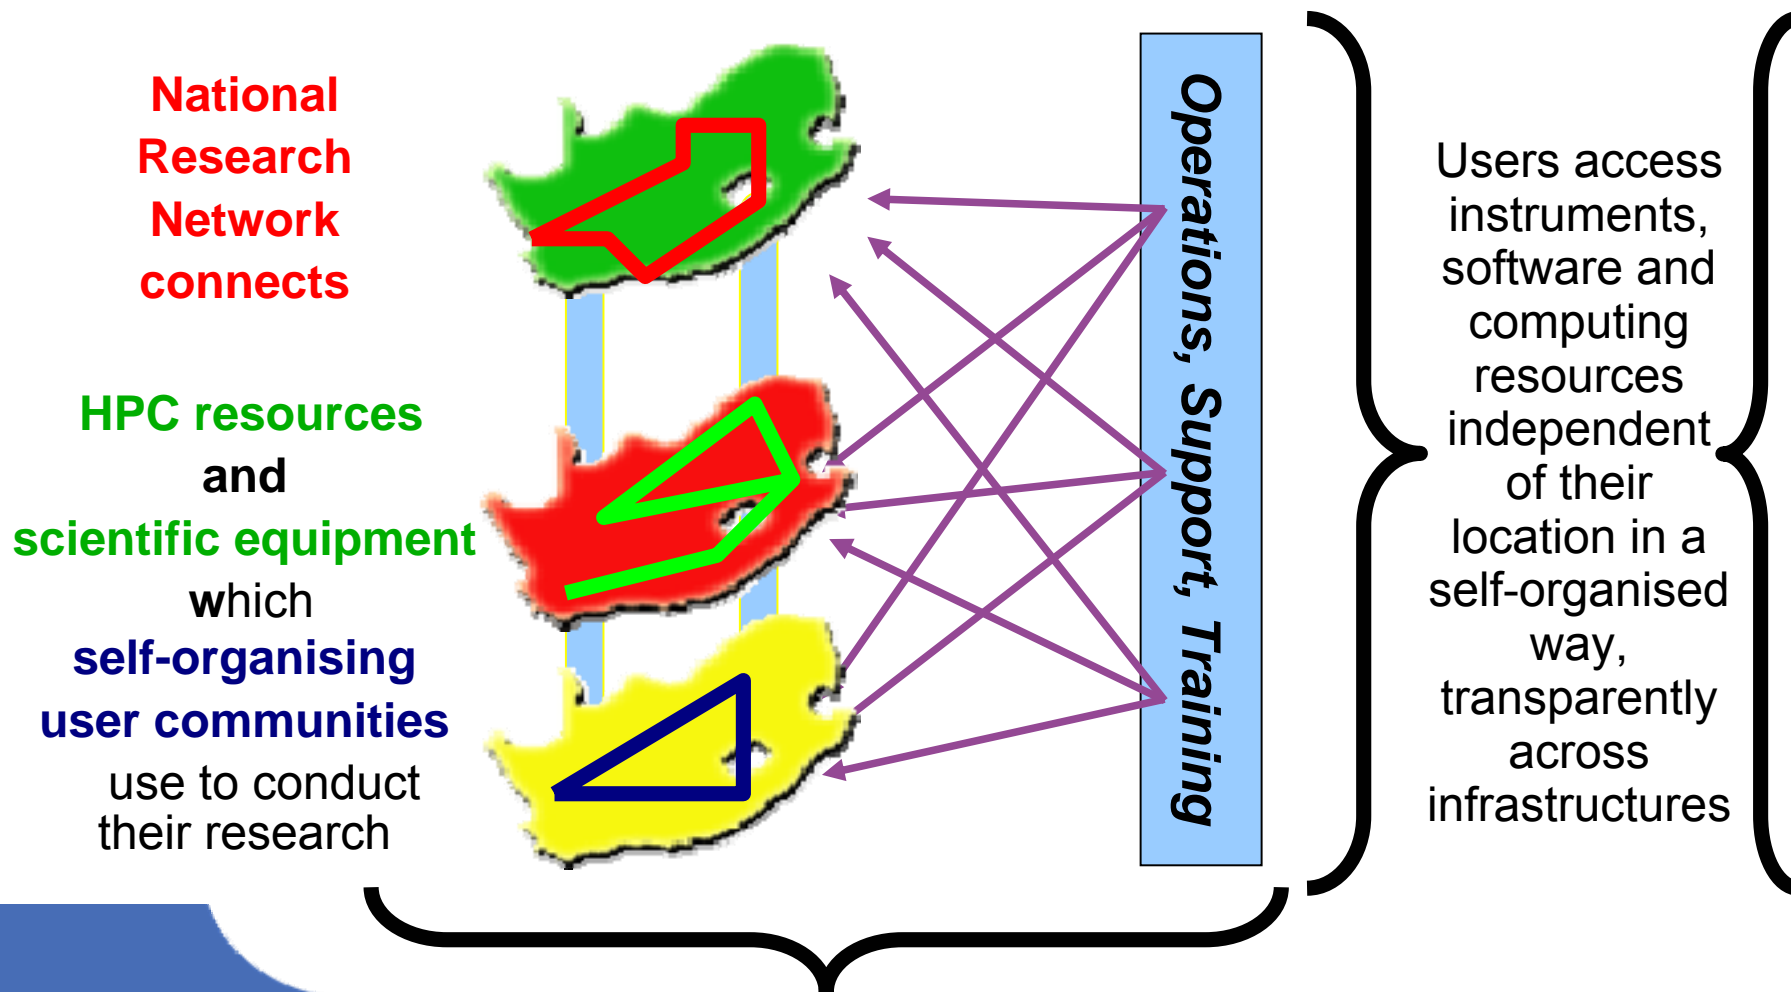 National
Research
Network
connects
HPC resources
and
scientific equipment
which
self-organising
user communities
use to conduct
their research
Operations, Support, Training
Users access
instruments,
software and
computing
resources
independent
of their
location in a
self-organised
way,
transparently
across
infrastructures